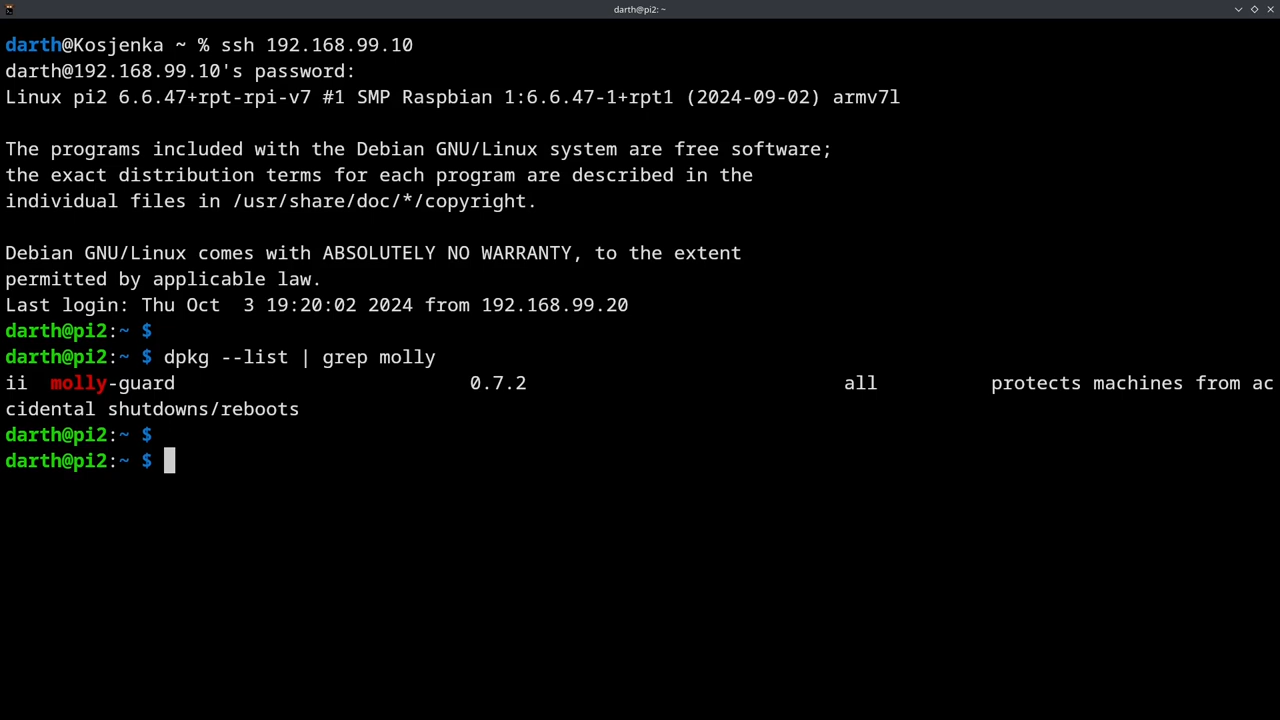 darth@pi2: ~
darth@Kosjenka ~ % ssh 192.168.99.10
darth@192.168.99.10's password:
Linux pi2 6.6.47+rpt-rpi-v7 #1 SMP Raspbian 1:6.6.47-1+rpt1 (2024-09-02) armv7l
The programs included with the Debian GNU/Linux system are free software;
the exact distribution terms for each program are described in the
individual files in /usr/share/doc/*/copyright.
Debian GNU/Linux comes with ABSOLUTELY NO WARRANTY, to the extent
permitted by applicable law.
Last login: Thu Oct  3 19:20:02 2024 from 192.168.99.20
darth@pi2:~ $
darth@pi2:~ $ dpkg --list | grep molly
ii  molly-guard                          0.7.2                            all          protects machines from ac
cidental shutdowns/reboots
darth@pi2:~ $
darth@pi2:~ $